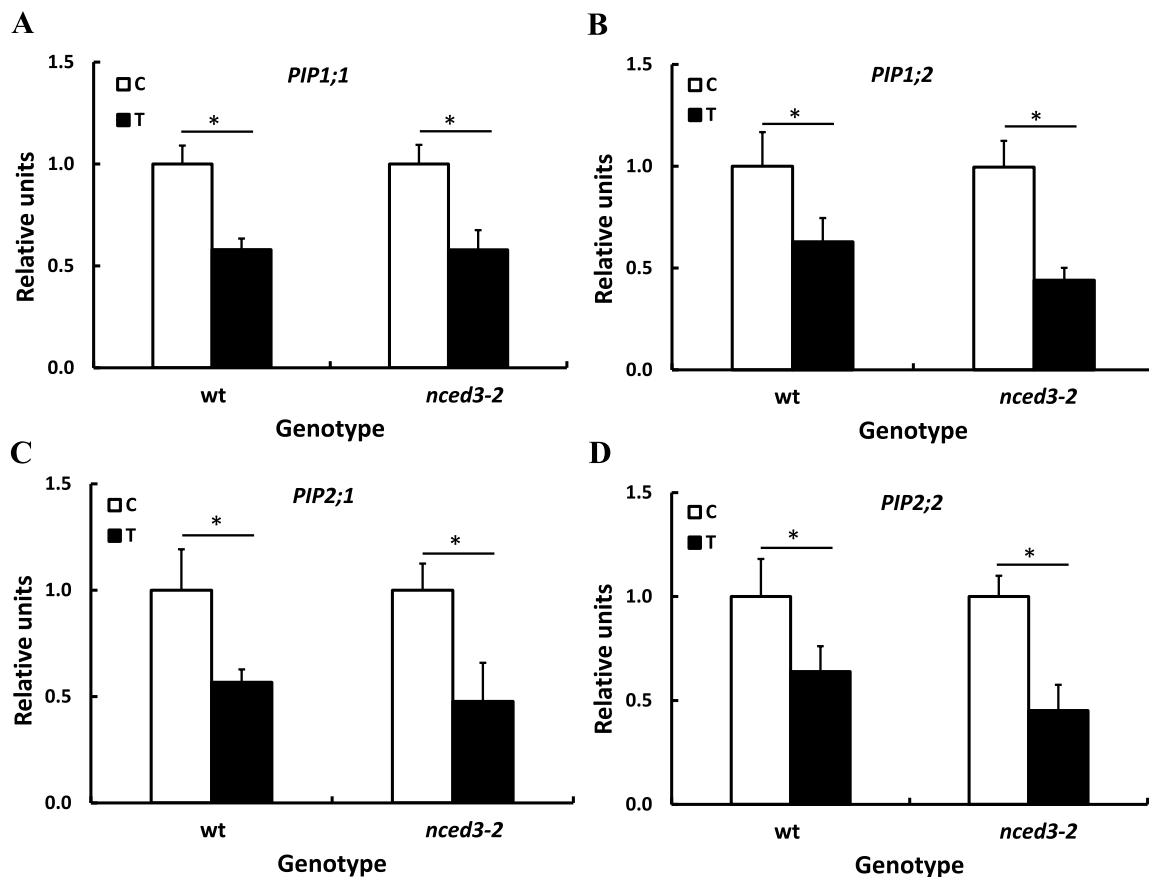 A
PIP1;1
C
T
*
*
1.5
1.0
0.5
0.0
Relative units
wt
nced3-2
Genotype
B
PIP1;2
C
T
*
*
1.5
1.0
0.5
0.0
Relative units
wt
nced3-2
Genotype
C
PIP2;1
C
T
*
*
1.5
1.0
0.5
0.0
Relative units
wt
nced3-2
Genotype
D
PIP2;2
C
T
*
*
1.5
1.0
0.5
0.0
Relative units
wt
nced3-2
Genotype